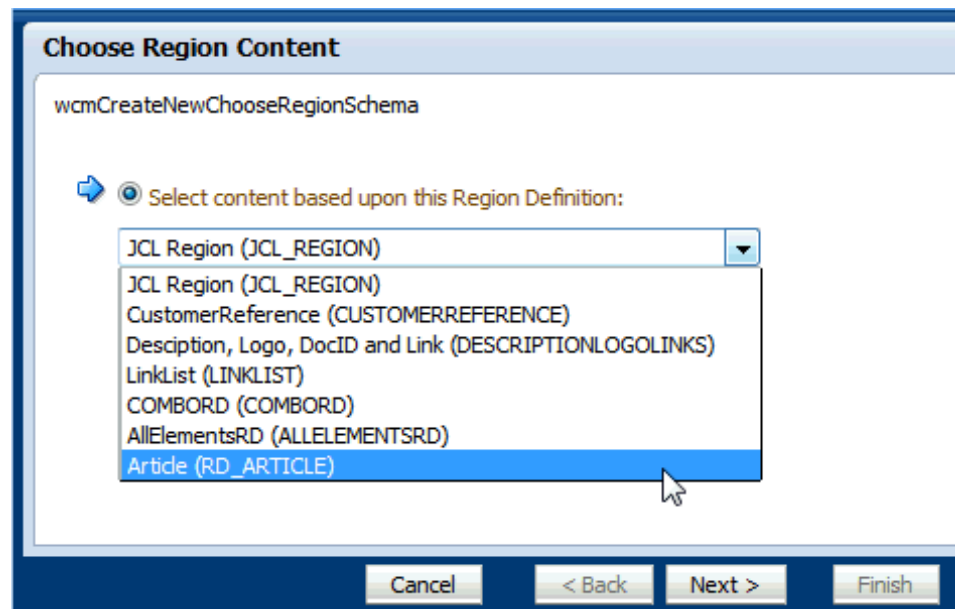 Choose Region Content
wcmCreateNewChooseRegionSchema
Select content based upon this Region Definition:
JCL Region (JCL_REGION)
JCL Region (JCL_REGION)
CustomerReference (CUSTOMERREFERENCE)
Desciption, Logo, DocID and Link (DESCRIPTIONLOGOLINKS)
LinkList (LINKLIST)
COMBORD (COMBORD)
AllElementsRD (ALLELEMENTSRD)
Article (RD_ARTICLE)
Cancel < Back Next > Finish